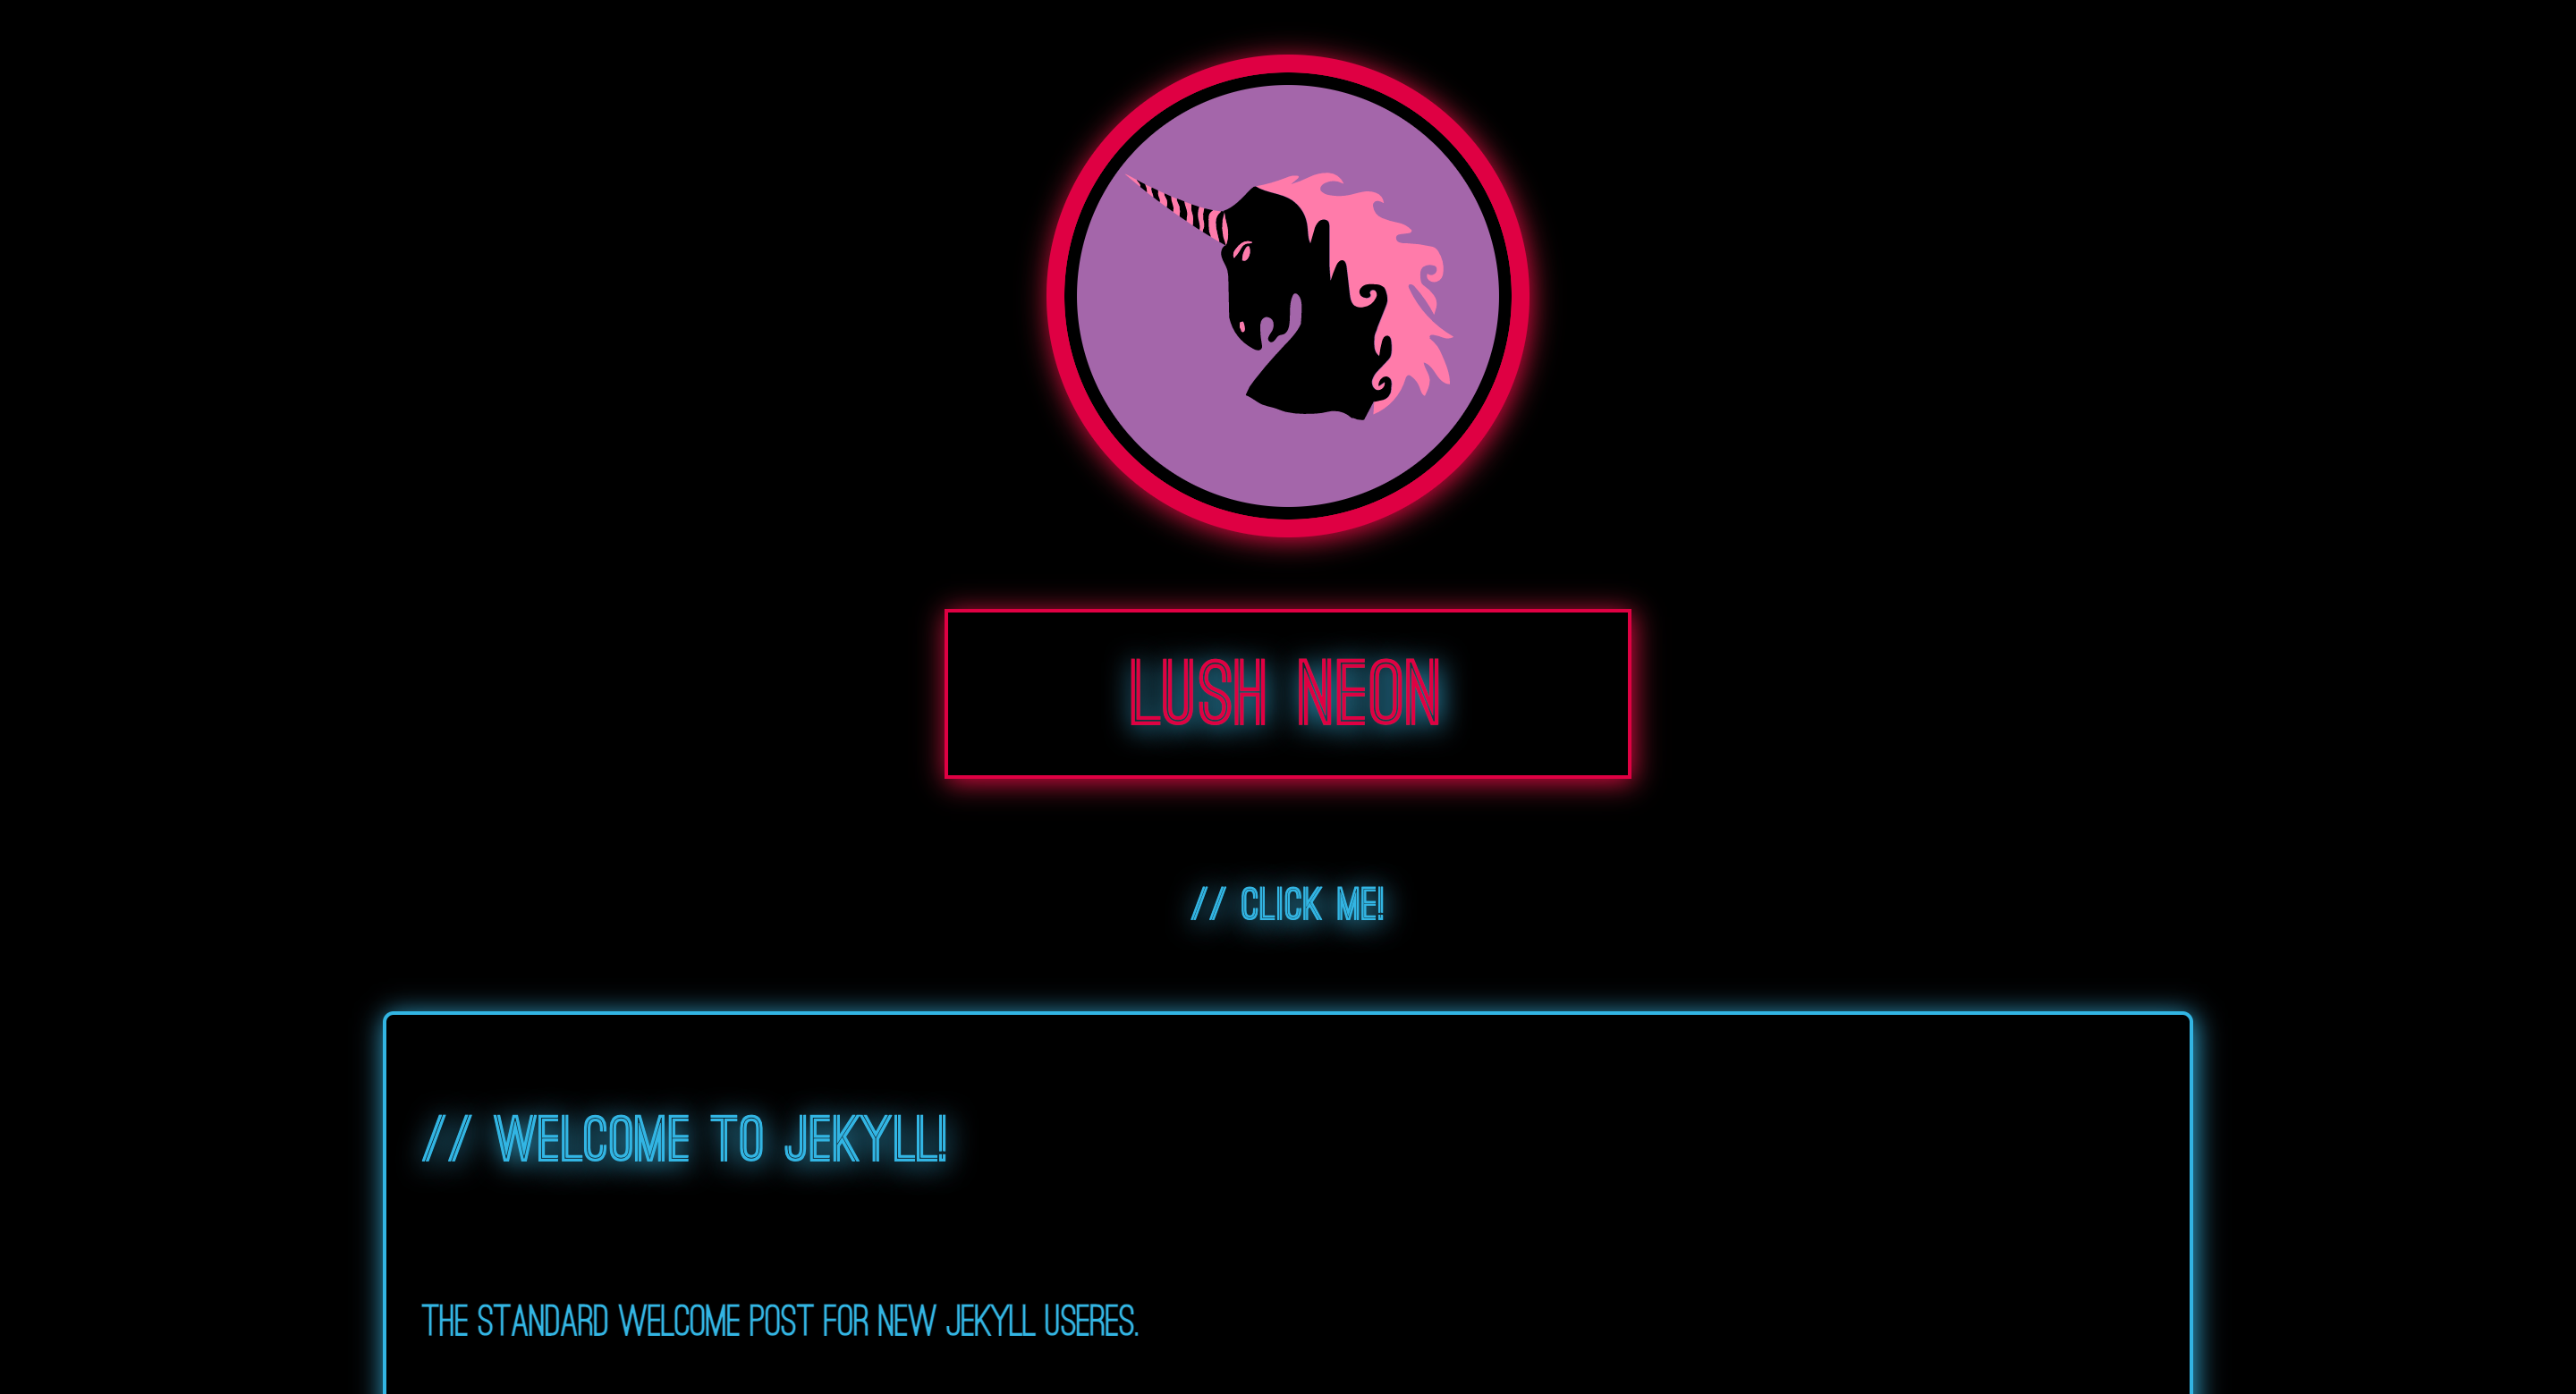 LUSH NEON
// CLICK ME!
// WELCOME TO JEKYLL!
THE STANDARD WELCOME POST FOR NEW JEKYLL USERES.